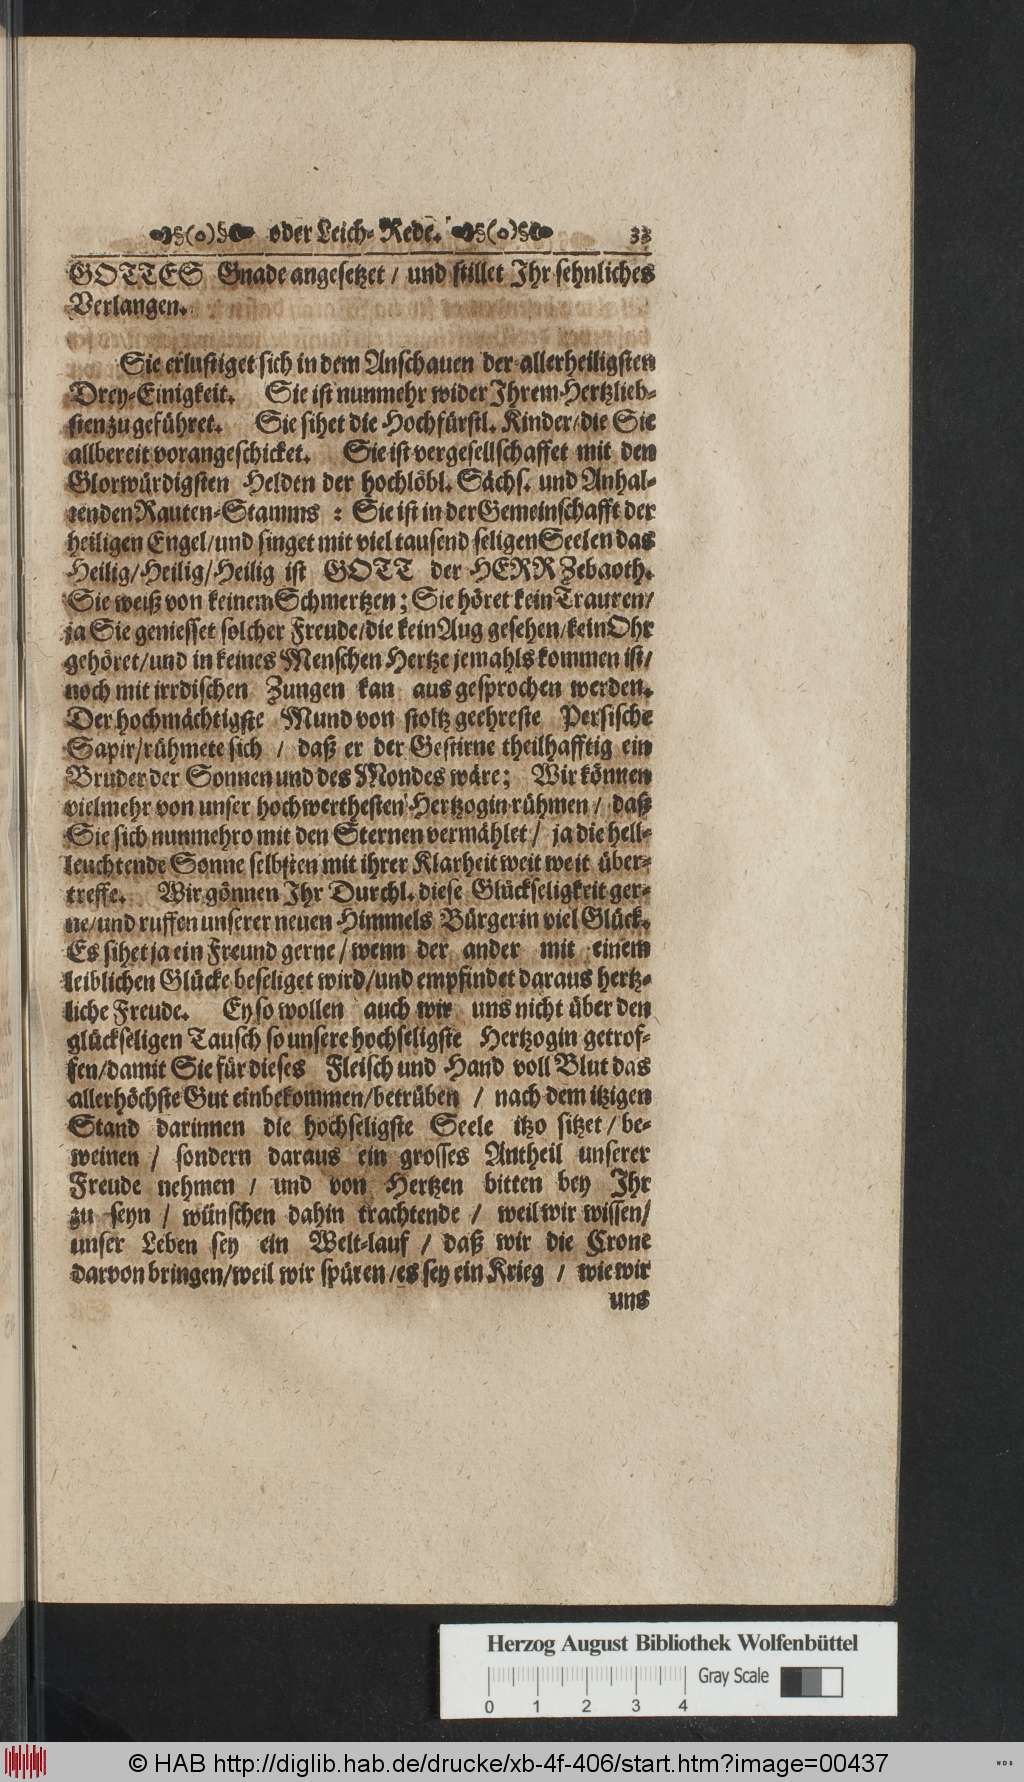 oder Leich-Rede. 33
GOTTES Gnade angesetzet / und stillet Ihr sehnliches
Verlangen.
Sie erlustiget sich in dem Anschauen der allerheiligsten
Drey-Einigkeit. Sie ist nunmehr wider Ihrem Hertzlieb-
sten zugeführet. Sie sihet die Hochfürstl. Kinder/die Sie
allbereit vorangeschicket. Sie ist vergesellschaffet mit den
Glorwürdigsten Helden der hochlöbl. Sächs. und Anhal-
tenden Rauten-Stamms : Sie ist in der Gemeinschafft der
heiligen Engel/und singet mit viel tausend seligen Seelen das
Heilig/Heilig/Heilig ist GOTT der HERR Zebaoth.
Sie weiß von keinem Schmertzen; Sie höret kein Trauren/
ja Sie geniesset solcher Freude/die kein Aug gesehen/kein Ohr
gehöret/und in keines Menschen Hertze jemahls kommen ist/
noch mit irrdischen Zungen kan ausgesprochen werden.
Der hochmächtigste Mund von stoltz geehreste Persische
Sapir/rühmete sich / daß er der Gestirne theilhafftig ein
Bruder der Sonnen und des Mondes wäre; Wir können
vielmehr von unser hochwerthesten Hertzogin rühmen / daß
Sie sich nunmehro mit den Sternen vermählet / ja die hell-
leuchtende Sonne selbsten mit ihrer Klarheit weit weit über-
treffe. Wir gönnen Ihr Durchl. diese Glückseligkeit ger-
ne/und ruffen unserer neuen Himmels Bürgerin viel Glück.
Es sihet ja ein Freund gerne / wenn der ander mit einem
leiblichen Glücke beseliget wird/und empfindet daraus hertz-
liche Freude. Ey so wollen auch wir uns nicht über den
glückseligen Tausch so unsere hochseligste Hertzogin getrof-
fen/damit Sie für dieses Fleisch und Hand voll Blut das
allerhöchste Gut einbekommen/betrüben / nach dem itzigen
Stand darinnen die hochseligste Seele itzo sitzet / be-
weinen / sondern daraus ein grosses Antheil unserer
Freude nehmen / und von Hertzen bitten bey Ihr
zu seyn / wünschen dahin trachtende / weil wir wissen/
unser Leben sey ein Welt-lauf / daß wir die Crone
darvon bringen/weil wir spüren/es sey ein Krieg / wie wir
uns
Herzog August Bibliothek Wolfenbüttel
Gray Scale
0 1 2 3 4
© HAB http://diglib.hab.de/drucke/xb-4f-406/start.htm?image=00437